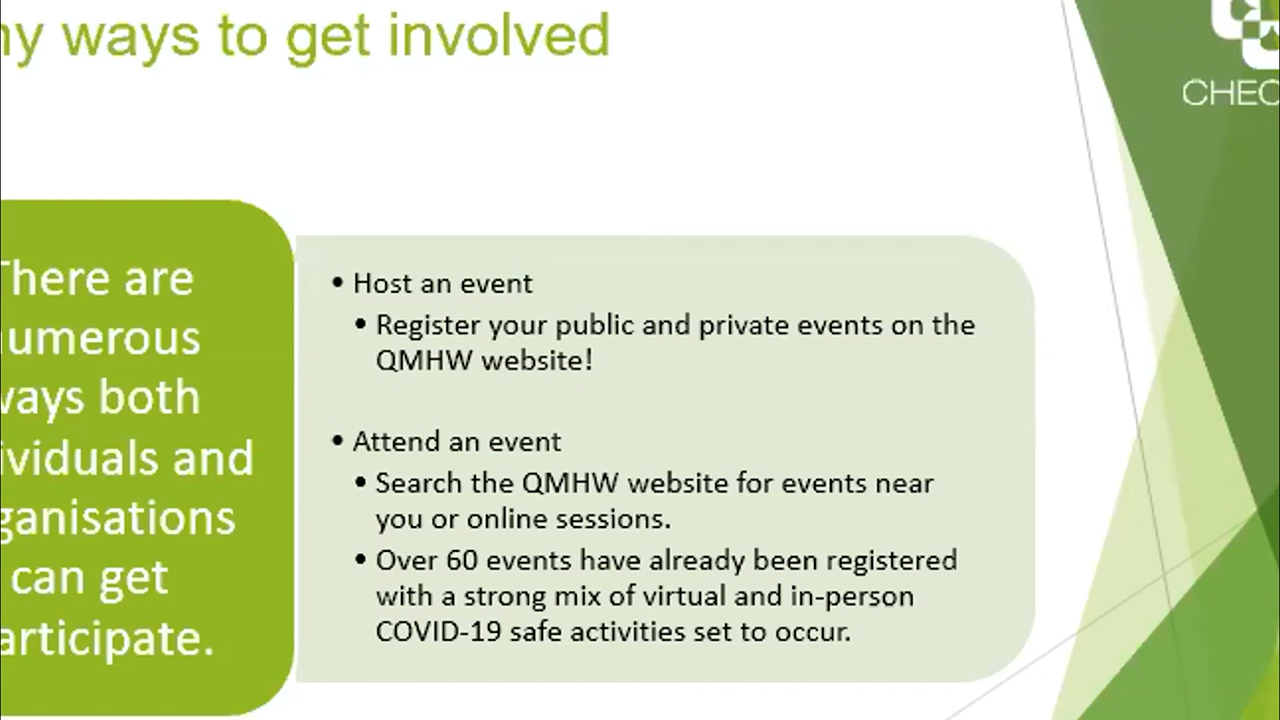 ny ways to get involved
CHEC
There are
umerous
ways both
ividuals and
ganisations
can get
articipate.
• Host an event
• Register your public and private events on the
QMHW website!
• Attend an event
• Search the QMHW website for events near
you or online sessions.
• Over 60 events have already been registered
with a strong mix of virtual and in-person
COVID-19 safe activities set to occur.